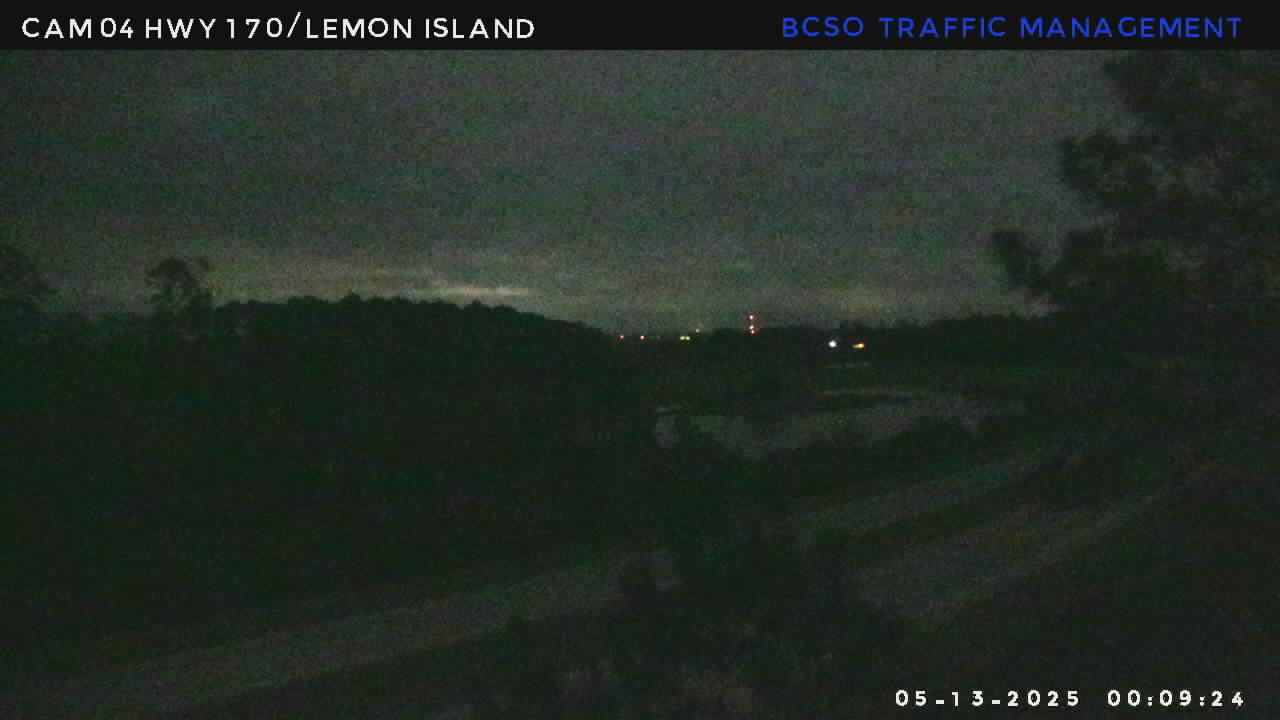 CAM04 HWY 170/LEMON ISLAND
BCSO TRAFFIC MANAGEMENT
05-13-2025 00:09:24